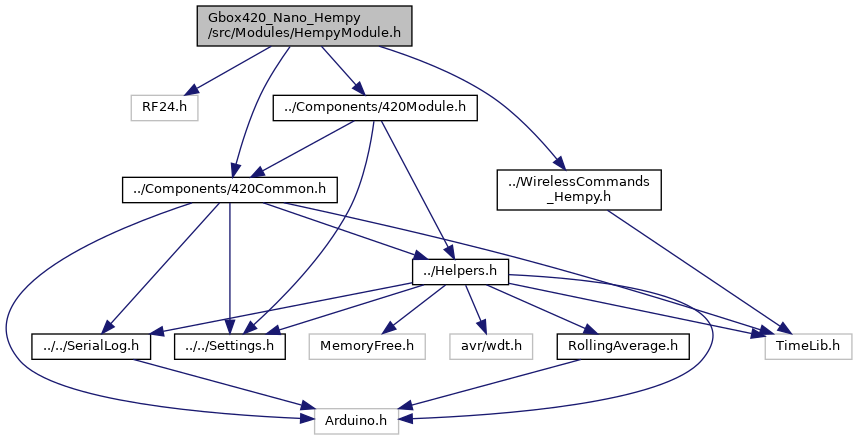 Gbox420_Nano_Hempy
/src/Modules/HempyModule.h
RF24.h
../Components/420Module.h
../Components/420Common.h
../WirelessCommands
_Hempy.h
../Helpers.h
../../SerialLog.h
../../Settings.h
MemoryFree.h
avr/wdt.h
RollingAverage.h
TimeLib.h
Arduino.h